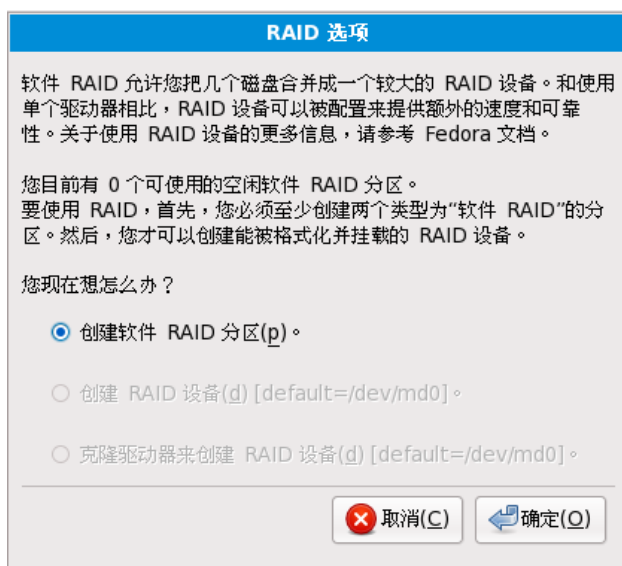 RAID 选项
软件 RAID 允许您把几个磁盘合并成一个较大的 RAID 设备。和使用
单个驱动器相比，RAID 设备可以被配置来提供额外的速度和可靠
性。关于使用 RAID 设备的更多信息，请参考 Fedora 文档。
您目前有 0 个可使用的空闲软件 RAID 分区。
要使用 RAID，首先，您必须至少创建两个类型为“软件 RAID”的分
区。然后，您才可以创建能被格式化并挂载的 RAID 设备。
您现在想怎么办？
创建软件 RAID 分区(p)。
创建 RAID 设备(d) [default=/dev/md0]。
克隆驱动器来创建 RAID 设备(d) [default=/dev/md0]。
取消(C) 确定(O)